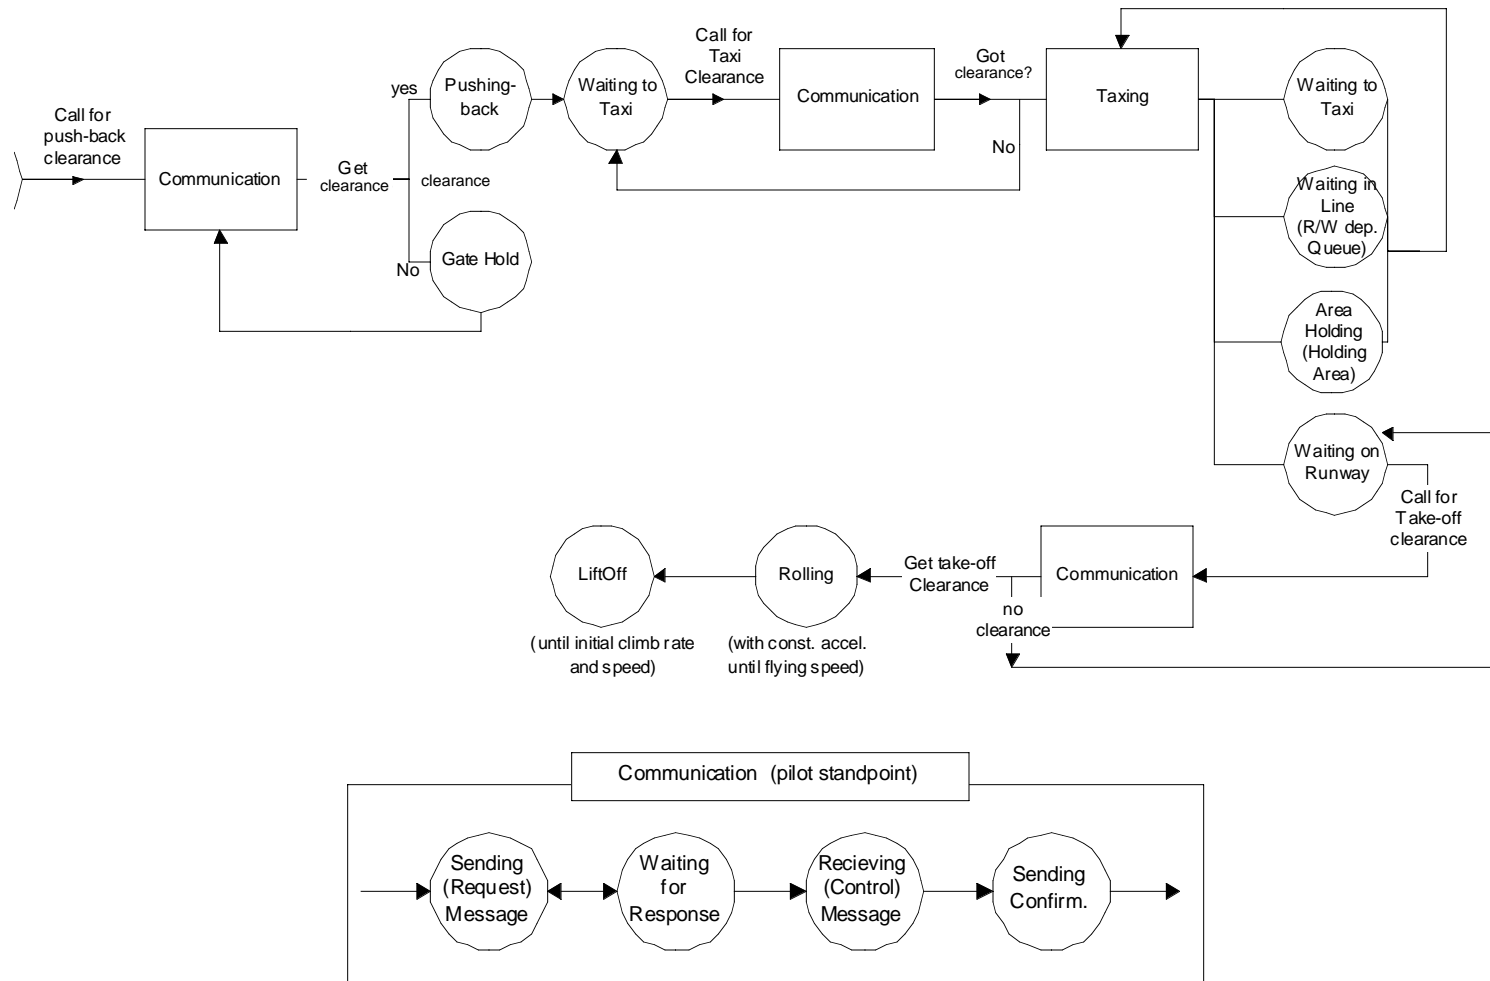 Call for
push-back
clearance
Communication
Get
clearance
yes
clearance
No
Pushing-
back
Gate Hold
Waiting to
Taxi
Call for
Taxi
Clearance
Communication
Got
clearance?
No
Taxing
Waiting to
Taxi
Waiting in
Line
(R/W dep.
Queue)
Area
Holding
(Holding
Area)
Waiting on
Runway
Call for
Take-off
clearance
Communication
Get take-off
Clearance
no
clearance
Rolling
(with const. accel.
until flying speed)
LiftOff
(until initial climb rate
and speed)
Communication (pilot standpoint)
Sending
(Request)
Message
Waiting
for
Response
Recieving
(Control)
Message
Sending
Confirm.